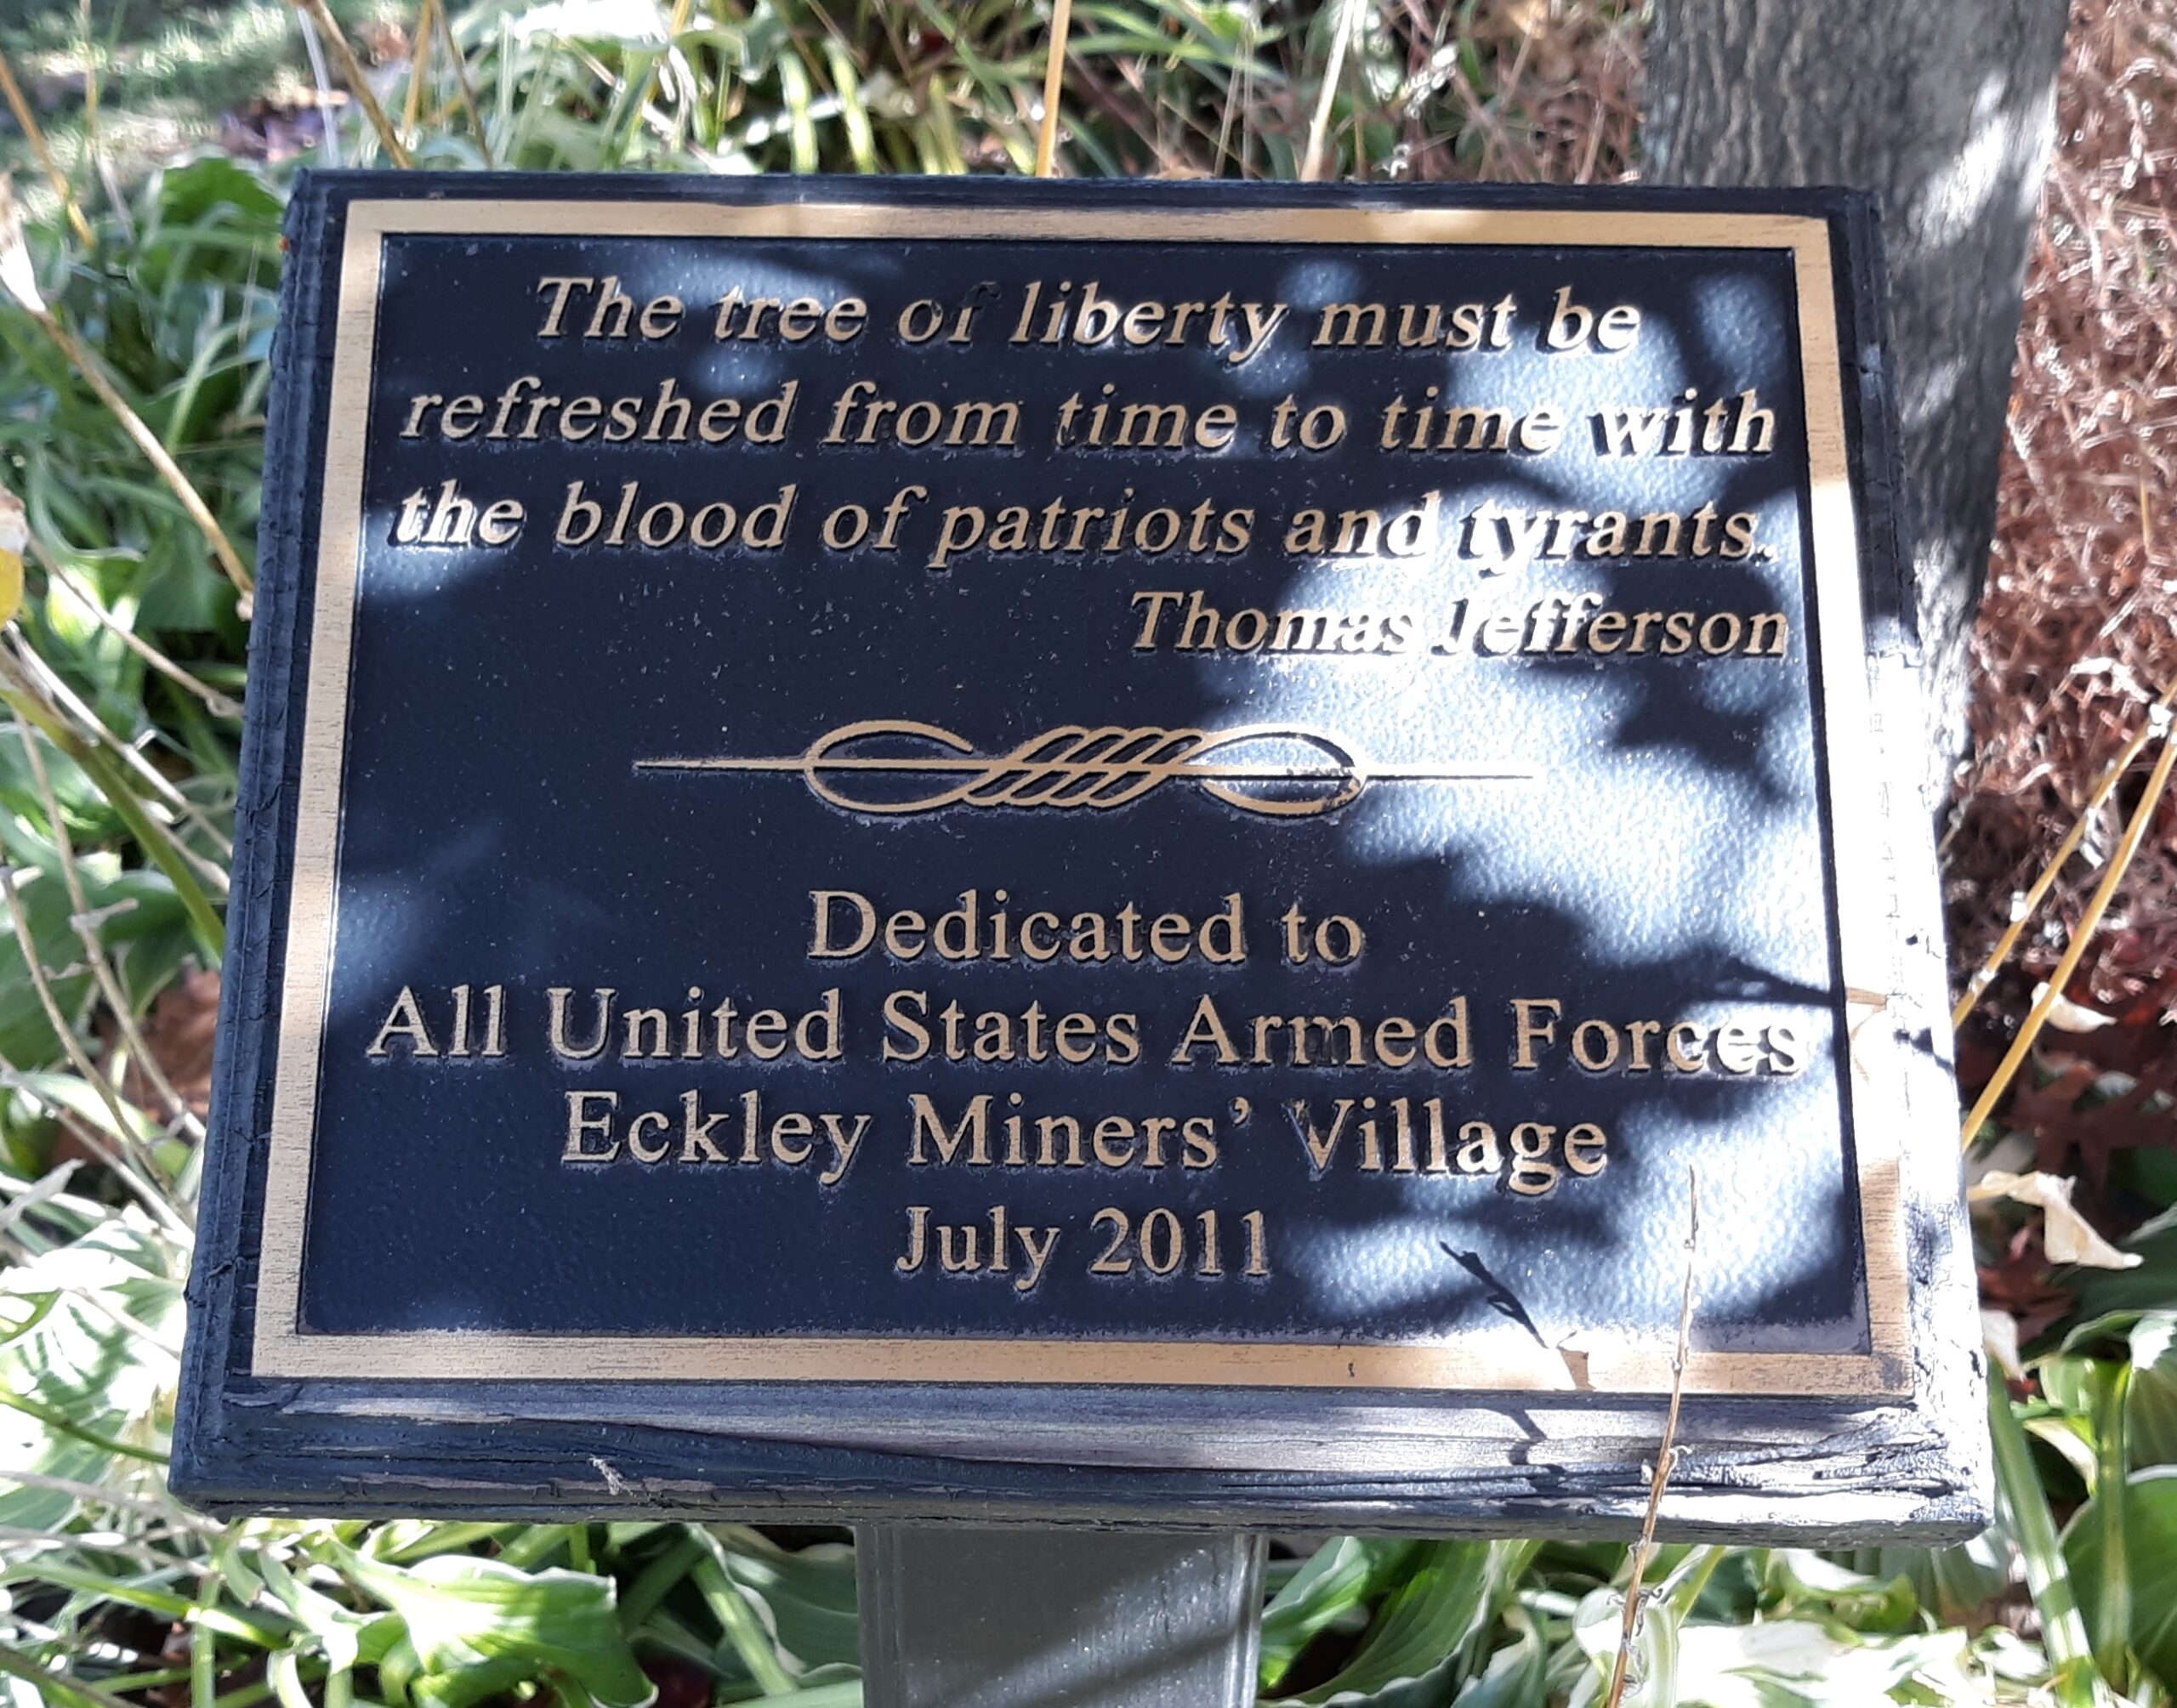 The tree of liberty must be
refreshed from time to time with
the blood of patriots and tyrants.
Thomas Jefferson
Dedicated to
All United States Armed Forces
Eckley Miners’ Village
July 2011